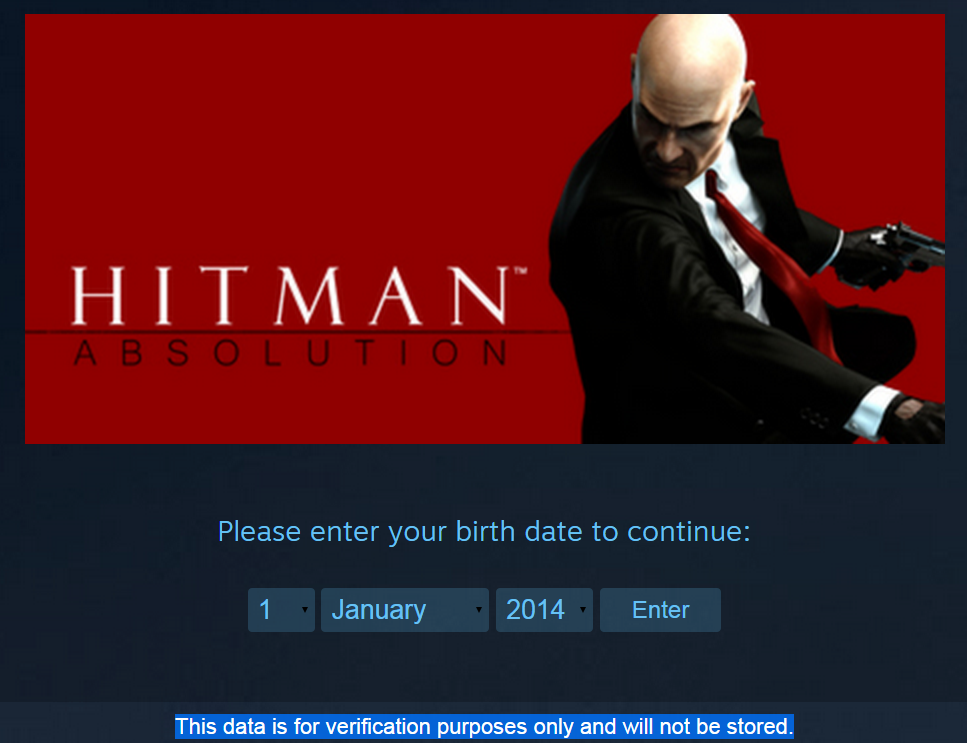 HITMAN™
ABSOLUTION
Please enter your birth date to continue:
1 January 2014 Enter
This data is for verification purposes only and will not be stored.